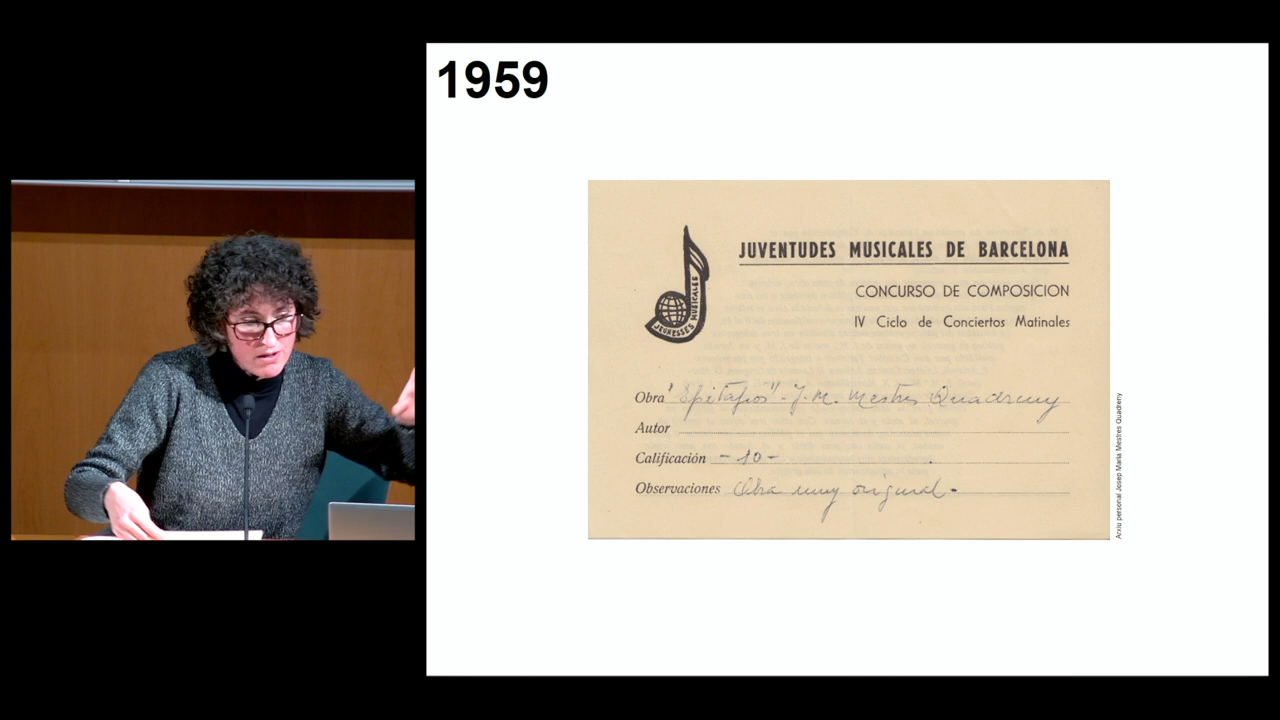 1959
JUVENTUDES MUSICALES DE BARCELONA
CONCURSO DE COMPOSICION
IV Ciclo de Conciertos Matinales
JEUNESSES MUSICALES
Obra "Epitafios" - J. M. Mestres Quadreny
Autor
Calificación - 10 -
Observaciones Obra muy original.
Arxiu personal Josep Maria Mestres Quadreny